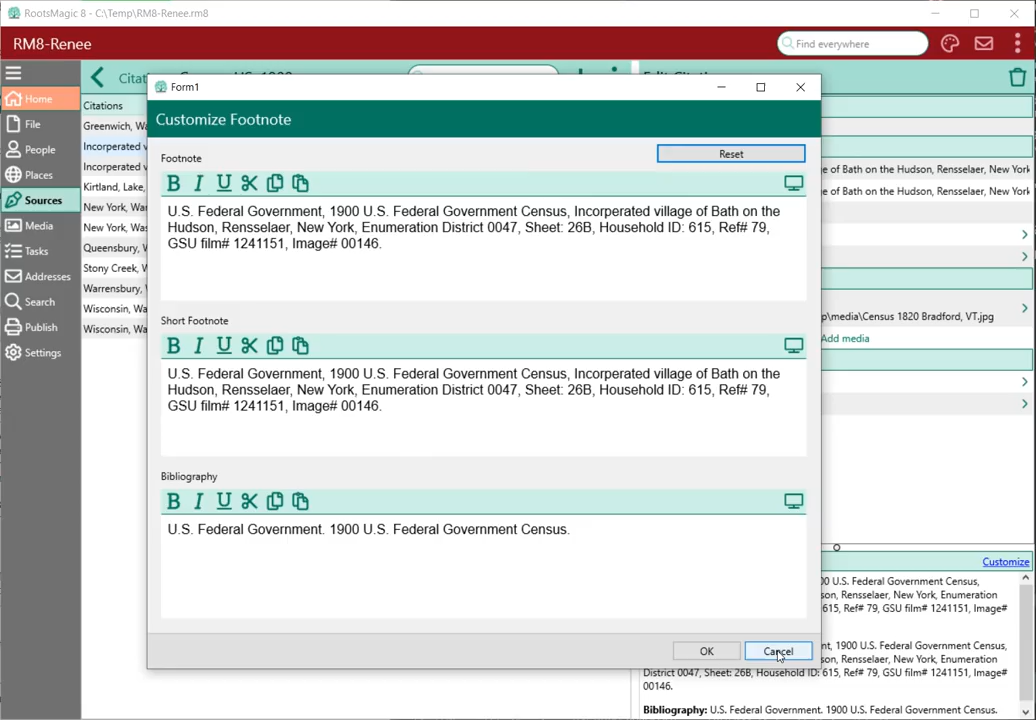 RootsMagic 8 - C:\Temp\RM8-Renee.rm8
RM8-Renee
Find everywhere
Home
File
People
Places
Sources
Media
Tasks
Addresses
Search
Publish
Settings
Citations
Greenwich, Wa
Incorperated v
Incorperated v
Kirtland, Lake,
New York, Wa
New York, Wa
Queensbury, W
Stony Creek, W
Warrensbury,
Wisconsin, Wa
Wisconsin, Wa
Form1
Customize Footnote
Footnote
Reset
B I U
U.S. Federal Government, 1900 U.S. Federal Government Census, Incorperated village of Bath on the
Hudson, Rensselaer, New York, Enumeration District 0047, Sheet: 26B, Household ID: 615, Ref# 79,
GSU film# 1241151, Image# 00146.
Short Footnote
B I U
U.S. Federal Government, 1900 U.S. Federal Government Census, Incorperated village of Bath on the
Hudson, Rensselaer, New York, Enumeration District 0047, Sheet: 26B, Household ID: 615, Ref# 79,
GSU film# 1241151, Image# 00146.
Bibliography
B I U
U.S. Federal Government. 1900 U.S. Federal Government Census.
OK
Cancel
e of Bath on the Hudson, Rensselaer, New York
e of Bath on the Hudson, Rensselaer, New York
p\media\Census 1820 Bradford, VT.jpg
Add media
Customize
00 U.S. Federal Government Census,
son, Rensselaer, New York, Enumeration
615, Ref# 79, GSU film# 1241151, Image#
nt, 1900 U.S. Federal Government Census,
son, Rensselaer, New York, Enumeration
District 0047, Sheet: 26B, Household ID: 615, Ref# 79, GSU film# 1241151, Image#
00146.
Bibliography: U.S. Federal Government. 1900 U.S. Federal Government Census.